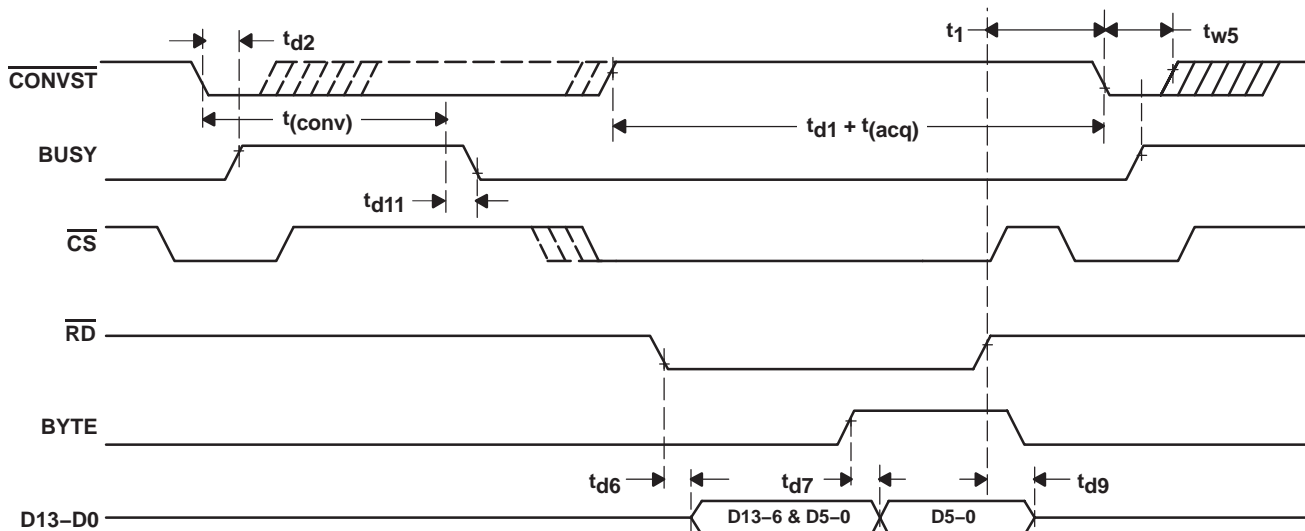 td2
t1
tw5
CONVST
t(conv)
td1 + t(acq)
BUSY
td11
CS
RD
BYTE
td6
td7
td9
D13–D0
D13–6 & D5–0
D5–0